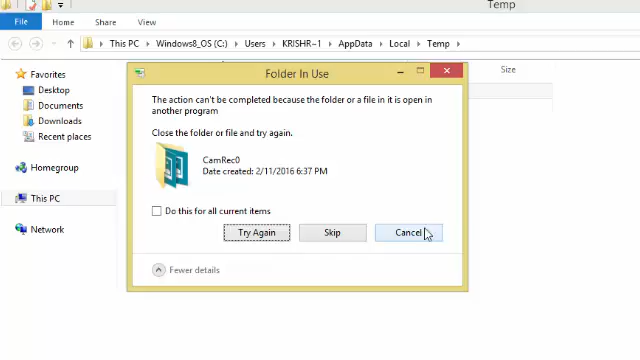 Temp
File Home Share View
This PC Windows8_OS (C:) Users KRISHR~1 AppData Local Temp
Favorites
Desktop
Documents
Downloads
Recent places
Homegroup
This PC
Network
Size
Folder In Use
The action can't be completed because the folder or a file in it is open in
another program
Close the folder or file and try again.
CamRec0
Date created: 2/11/2016 6:37 PM
Do this for all current items
Try Again Skip Cancel
Fewer details